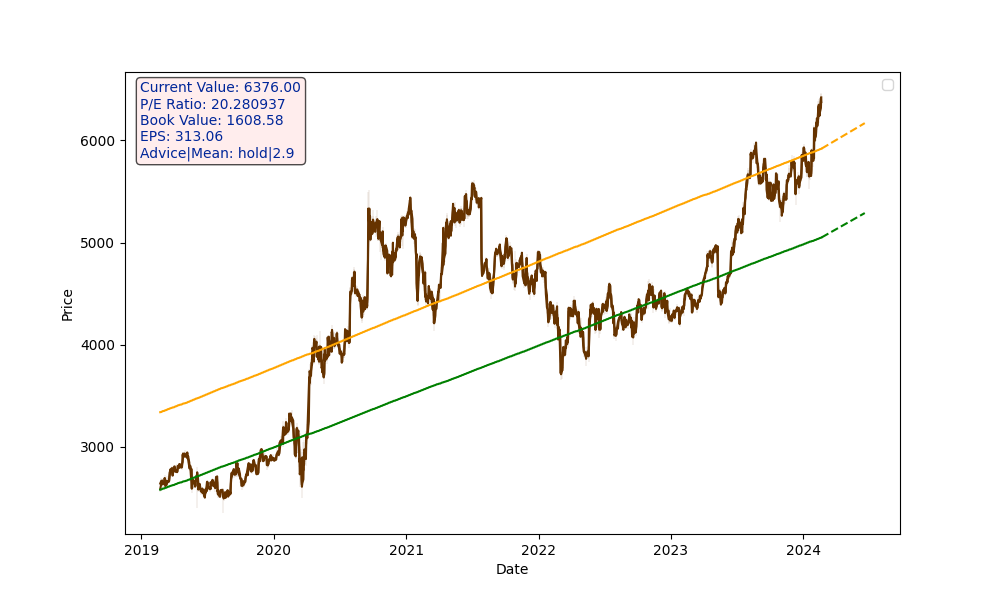 Current Value: 6376.00
P/E Ratio: 20.280937
Book Value: 1608.58
EPS: 313.06
Advice|Mean: hold|2.9
6000
5000
4000
3000
Price
2019 2020 2021 2022 2023 2024
Date